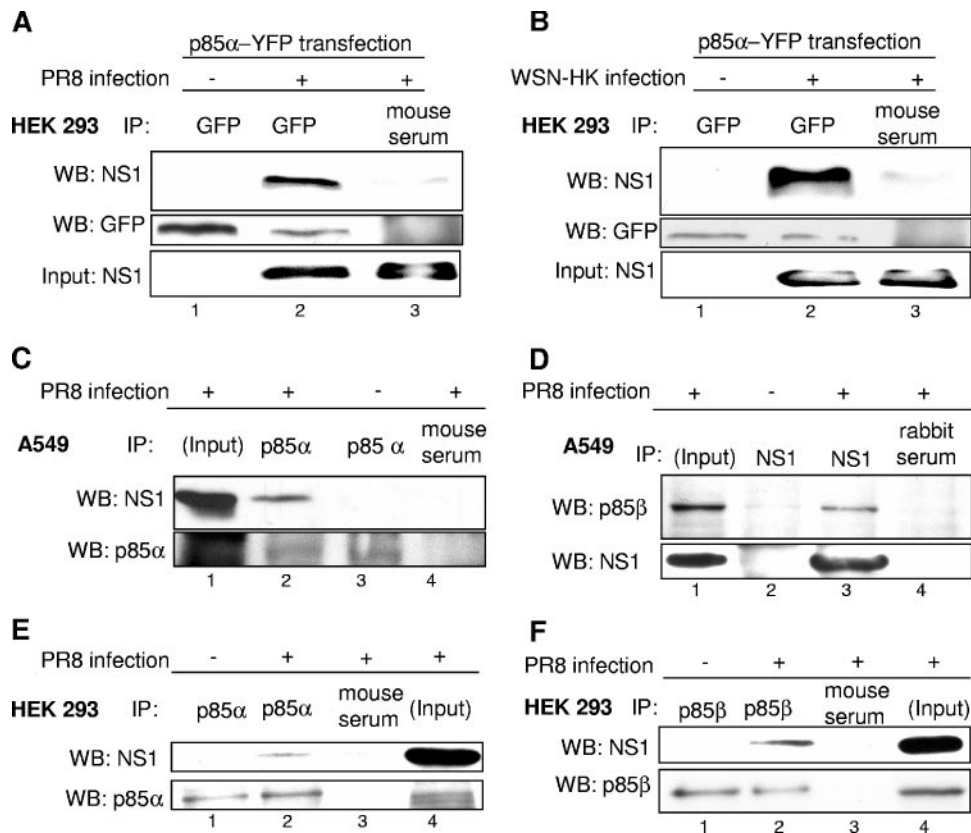 A
p85α–YFP transfection
PR8 infection - + +
HEK 293 IP: GFP GFP mouse serum
WB: NS1
WB: GFP
Input: NS1
1 2 3
B
p85α–YFP transfection
WSN-HK infection - + +
HEK 293 IP: GFP GFP mouse serum
WB: NS1
WB: GFP
Input: NS1
1 2 3
C
PR8 infection + + - +
A549 IP: (Input) p85α p85 α mouse serum
WB: NS1
WB: p85α
1 2 3 4
D
PR8 infection + - + +
A549 IP: (Input) NS1 NS1 rabbit serum
WB: p85β
WB: NS1
1 2 3 4
E
PR8 infection - + + +
HEK 293 IP: p85α p85α mouse serum (Input)
WB: NS1
WB: p85α
1 2 3 4
F
PR8 infection - + + +
HEK 293 IP: p85β p85β mouse serum (Input)
WB: NS1
WB: p85β
1 2 3 4